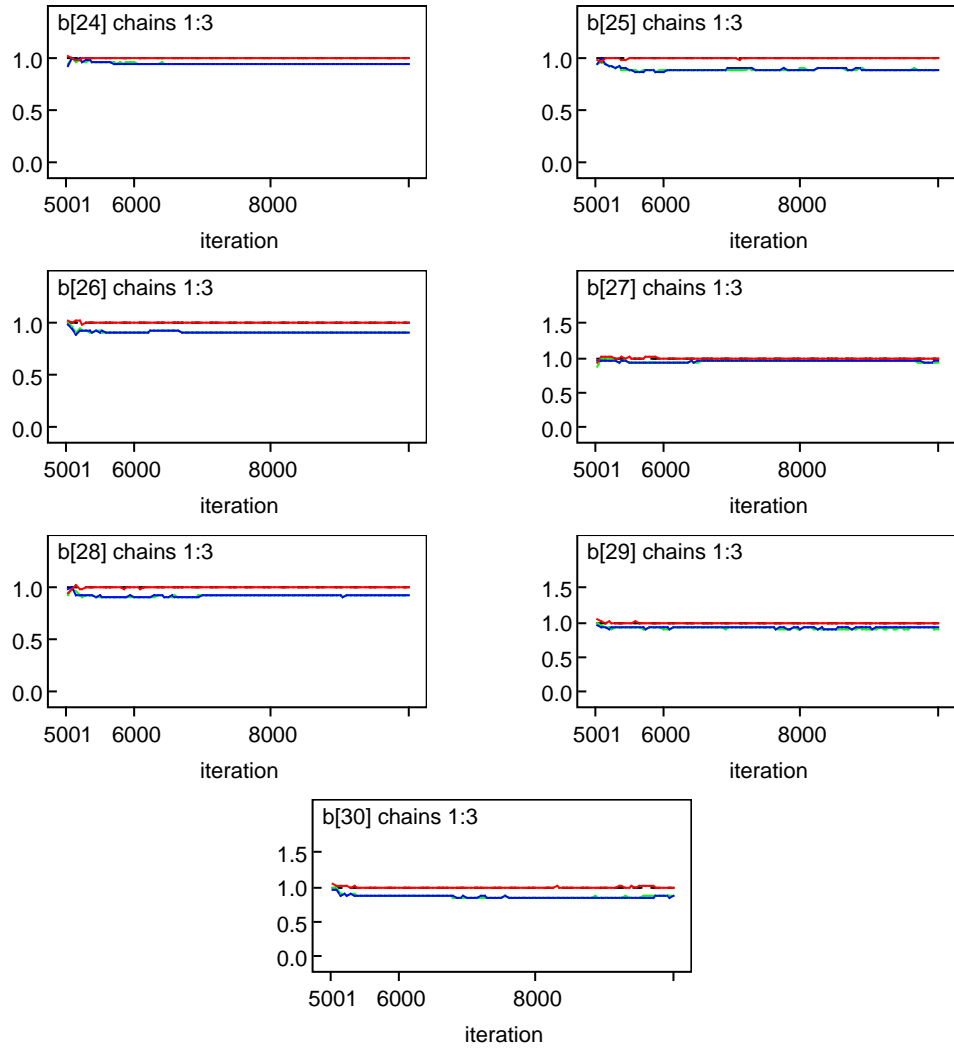 b[24] chains 1:3
1.0
0.5
0.0
5001 6000 8000
iteration
b[25] chains 1:3
1.0
0.5
0.0
5001 6000 8000
iteration
b[26] chains 1:3
1.0
0.5
0.0
5001 6000 8000
iteration
b[27] chains 1:3
1.5
1.0
0.5
0.0
5001 6000 8000
iteration
b[28] chains 1:3
1.0
0.5
0.0
5001 6000 8000
iteration
b[29] chains 1:3
1.5
1.0
0.5
0.0
5001 6000 8000
iteration
b[30] chains 1:3
1.5
1.0
0.5
0.0
5001 6000 8000
iteration